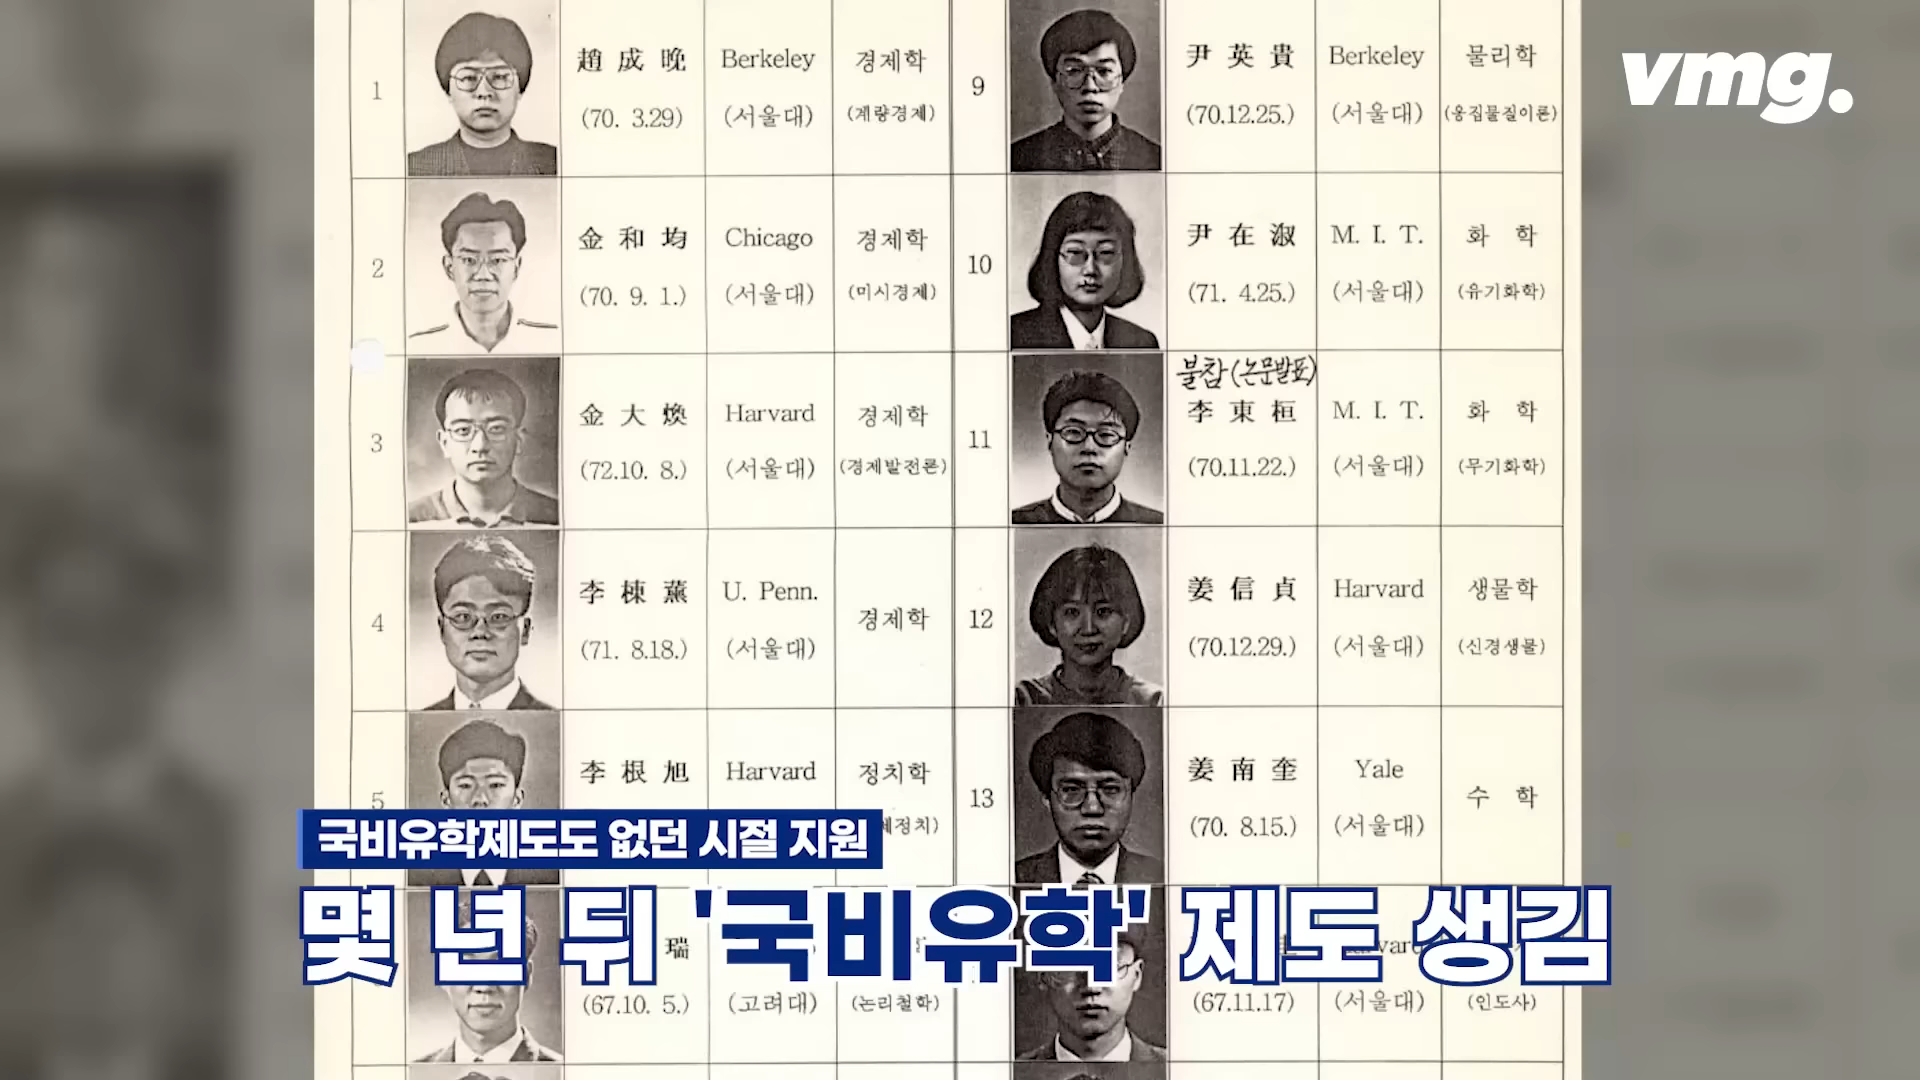 vmg.
1
趙成晩
(70. 3.29)
Berkeley
(서울대)
경제학
(계량경제)
2
金和均
(70. 9. 1.)
Chicago
(서울대)
경제학
(미시경제)
3
金大煥
(72.10. 8.)
Harvard
(서울대)
경제학
(경제발전론)
4
李棟薰
(71. 8.18.)
U. Penn.
(서울대)
경제학
5
李根旭
Harvard
정치학
제정치)
瑞
(67.10. 5.)
(고려대)
(논리철학)
9
尹英貴
(70.12.25.)
Berkeley
(서울대)
물리학
(응집물질이론)
10
尹在淑
(71. 4.25.)
M. I. T.
(서울대)
화 학
(유기화학)
11
불참(논문발표)
李東桓
(70.11.22.)
M. I. T.
(서울대)
화 학
(무기화학)
12
姜信貞
(70.12.29.)
Harvard
(서울대)
생물학
(신경생물)
13
姜南奎
(70. 8.15.)
Yale
(서울대)
수 학
(67.11.17)
(서울대)
(인도사)
국비유학제도도 없던 시절 지원
몇 년 뒤 '국비유학' 제도 생김